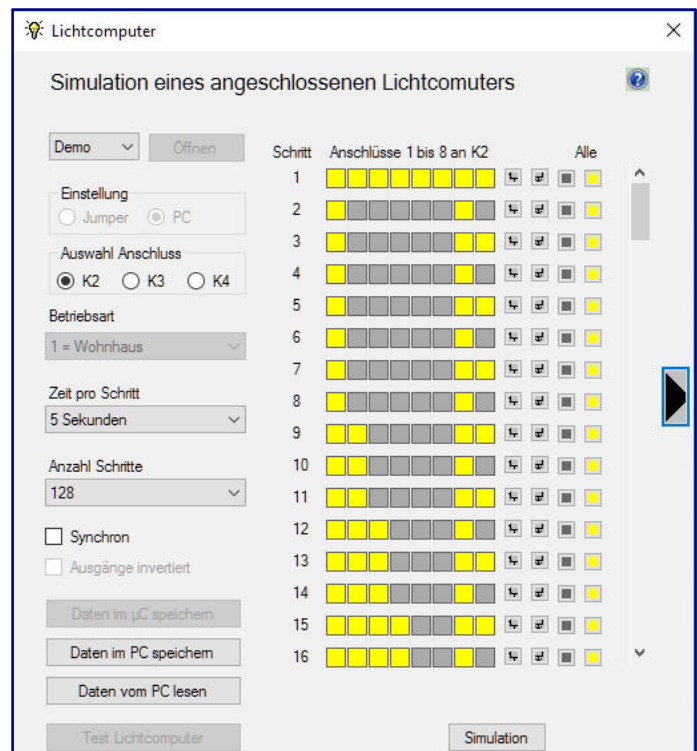 Lichtcomputer
Simulation eines angeschlossenen Lichtcomuters
Demo
Öffnen
Schritt Anschlüsse 1 bis 8 an K2 Alle
Einstellung
Jumper PC
Auswahl Anschluss
K2 K3 K4
Betriebsart
1 = Wohnhaus
Zeit pro Schritt
5 Sekunden
Anzahl Schritte
128
Synchron
Ausgänge invertiert
Daten im µC speichern
Daten im PC speichern
Daten vom PC lesen
Test Lichtcomputer
1
2
3
4
5
6
7
8
9
10
11
12
13
14
15
16
Simulation